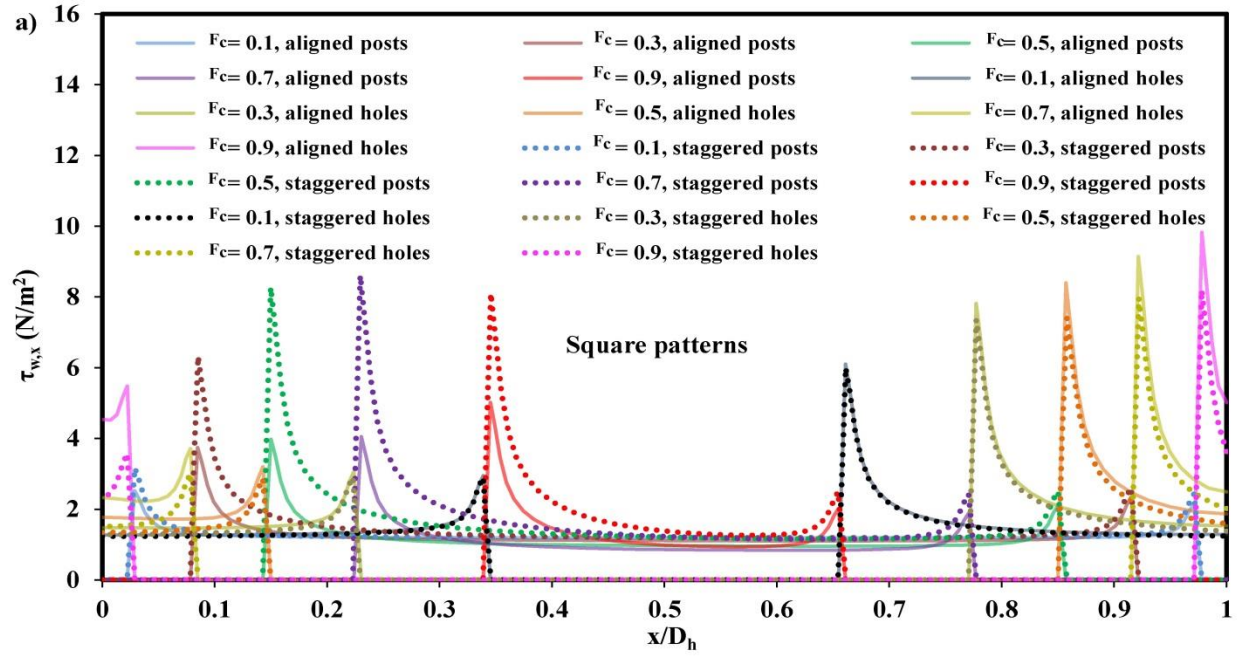 a)
16
14
12
10
8
6
4
2
0
τw,x (N/m²)
Fc= 0.1, aligned posts
Fc= 0.3, aligned posts
Fc= 0.5, aligned posts
Fc= 0.7, aligned posts
Fc= 0.9, aligned posts
Fc= 0.1, aligned holes
Fc= 0.3, aligned holes
Fc= 0.5, aligned holes
Fc= 0.7, aligned holes
Fc= 0.9, aligned holes
Fc= 0.1, staggered posts
Fc= 0.3, staggered posts
Fc= 0.5, staggered posts
Fc= 0.7, staggered posts
Fc= 0.9, staggered posts
Fc= 0.1, staggered holes
Fc= 0.3, staggered holes
Fc= 0.5, staggered holes
Fc= 0.7, staggered holes
Fc= 0.9, staggered holes
Square patterns
0 0.1 0.2 0.3 0.4 0.5 0.6 0.7 0.8 0.9 1
x/Dh